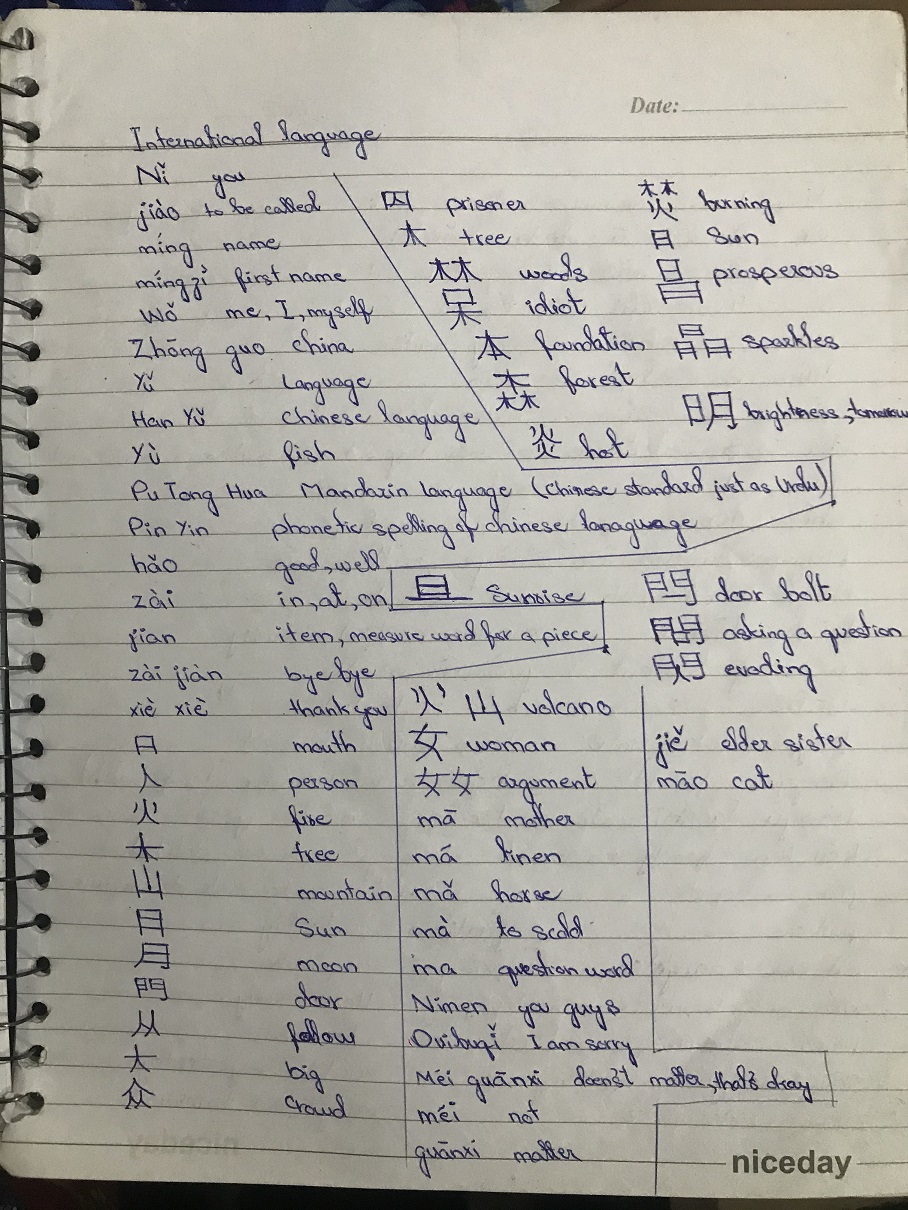 Date:
International language
Nǐ you
jiào to be called
míng name
míngzì first name
Wǒ me, I, myself
Zhōng guo china
Yǔ language
Han Yǔ chinese language
Yù fish
囚 prisoner
木 tree
林 woods
呆 idiot
本 foundation
森 forest
炎 hot
焚 burning
日 Sun
昌 prosperous
晶 sparkles
明 brightness, tomorrow
Pu Tong Hua Mandarin language (Chinese standard just as Urdu)
Pin Yin phonetic spelling of chinese lanaguage
hǎo good, well
zài in, at, on
jian item, measure word for a piece
zài jiàn bye bye
xiè xiè thank you
旦 Sunrise
閂 door bolt
問 asking a question
閃 evading
口 mouth
人 person
火 fire
木 tree
山 mountain
日 Sun
月 moon
門 door
从 follow
大 big
众 Crowd
火山 volcano
女 woman
奻 argument
mā mother
má linen
mǎ horse
mà to scold
ma question word
Nimen you guys
Ouibuqǐ I am sorry
Méi guānxi doesn't matter, that's okay
méi not
guānxi matter
jiě elder sister
māo cat
niceday